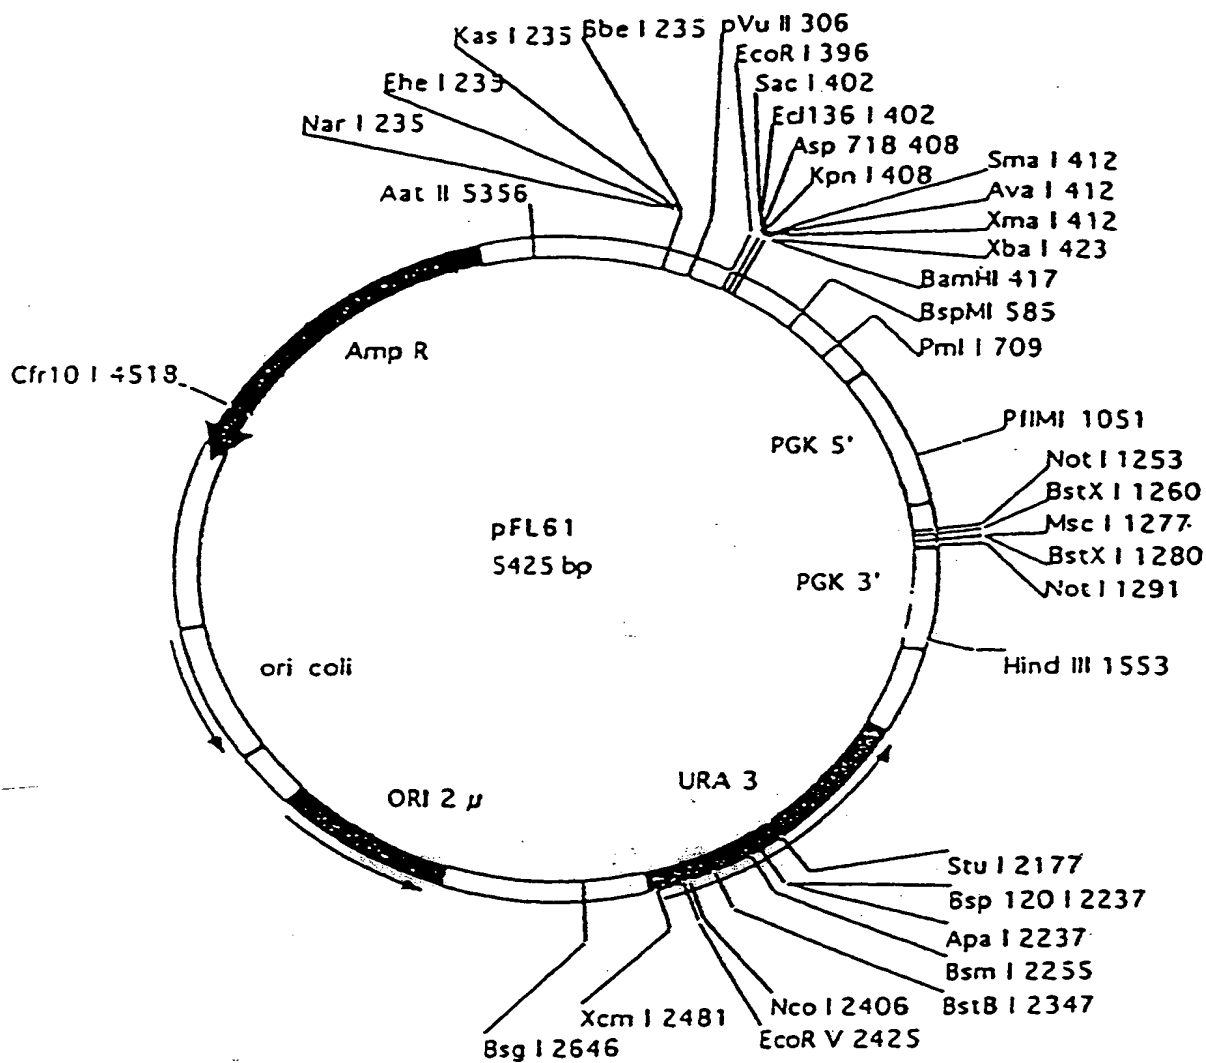 Kas I 235
Bbe I 235
pVu II 306
EcoR I 396
Ehe I 235
Sac I 402
Ecl136 I 402
Nar I 235
Asp 718 408
Kpn I 408
Sma I 412
Ava I 412
Xma I 412
Xba I 423
Aat II 5356
BamHI 417
BspMI 585
Pml I 709
Amp R
Cfr10 I 4518
PflMI 1051
PGK 5'
Not I 1253
BstX I 1260
Msc I 1277
BstX I 1280
Not I 1291
pFL61
5425 bp
PGK 3'
ori coli
Hind III 1553
URA 3
ORI 2 µ
Stu I 2177
Bsp 120 I 2237
Apa I 2237
Bsm I 2255
BstB I 2347
Nco I 2406
EcoR V 2425
Xcm I 2481
Bsg I 2646